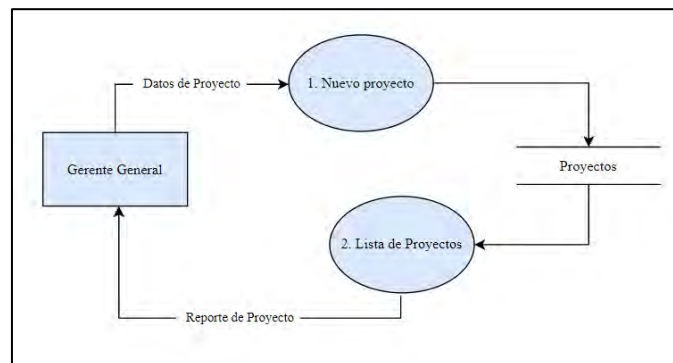 1. Nuevo proyecto
Datos de Proyecto
Gerente General
Proyectos
2. Lista de Proyectos
Reporte de Proyecto